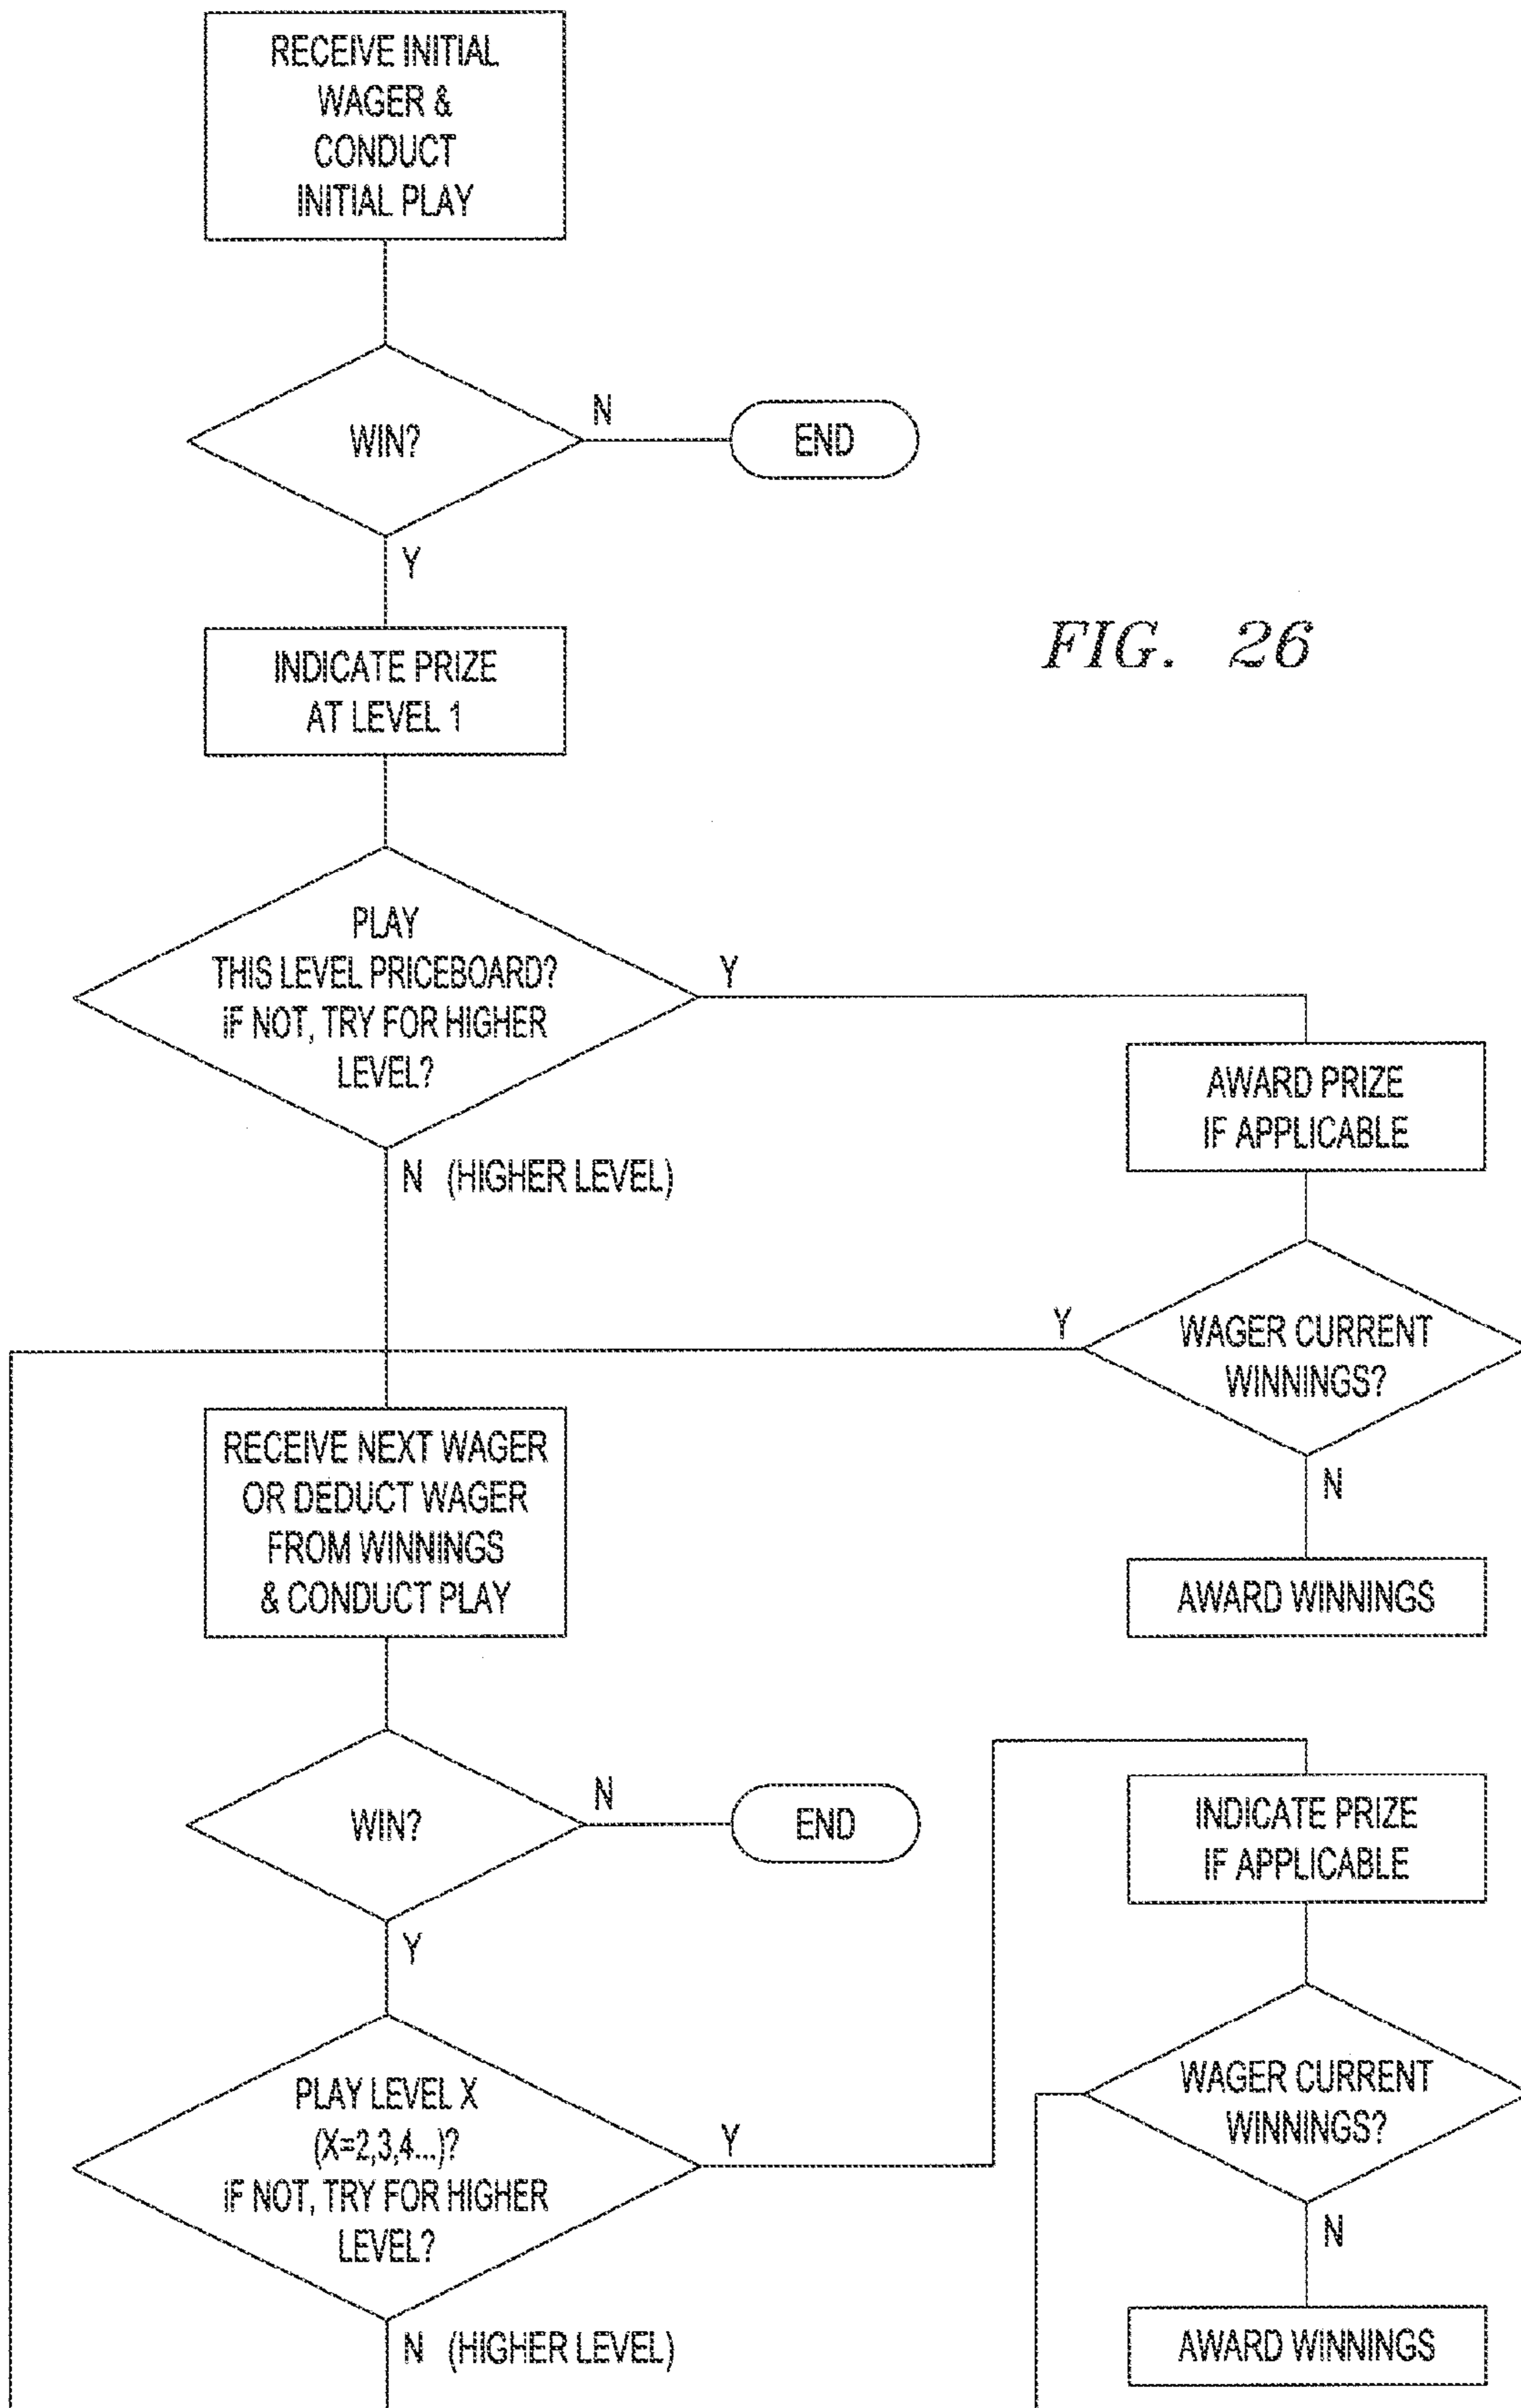 RECEIVE INITIAL
WAGER &
CONDUCT
INITIAL PLAY
WIN?
N
END
Y
INDICATE PRIZE
AT LEVEL 1
FIG. 26
PLAY
THIS LEVEL PRICEBOARD?
IF NOT, TRY FOR HIGHER
LEVEL?
Y
N (HIGHER LEVEL)
AWARD PRIZE
IF APPLICABLE
WAGER CURRENT
WINNINGS?
Y
N
AWARD WINNINGS
RECEIVE NEXT WAGER
OR DEDUCT WAGER
FROM WINNINGS
& CONDUCT PLAY
WIN?
N
END
Y
PLAY LEVEL X
(X=2,3,4...)?
IF NOT, TRY FOR HIGHER
LEVEL?
Y
N (HIGHER LEVEL)
INDICATE PRIZE
IF APPLICABLE
WAGER CURRENT
WINNINGS?
N
AWARD WINNINGS